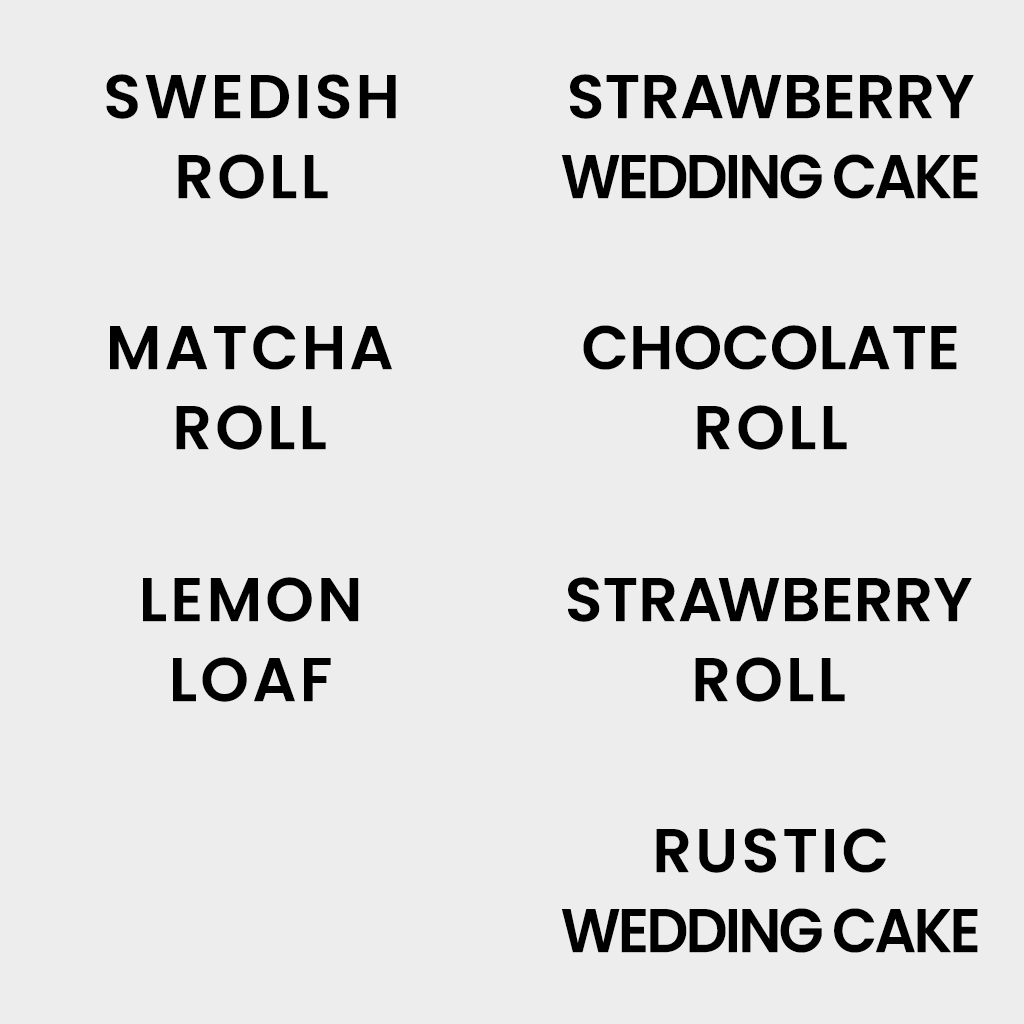 SWEDISH
ROLL
STRAWBERRY
WEDDING CAKE
MATCHA
ROLL
CHOCOLATE
ROLL
LEMON
LOAF
STRAWBERRY
ROLL
RUSTIC
WEDDING CAKE